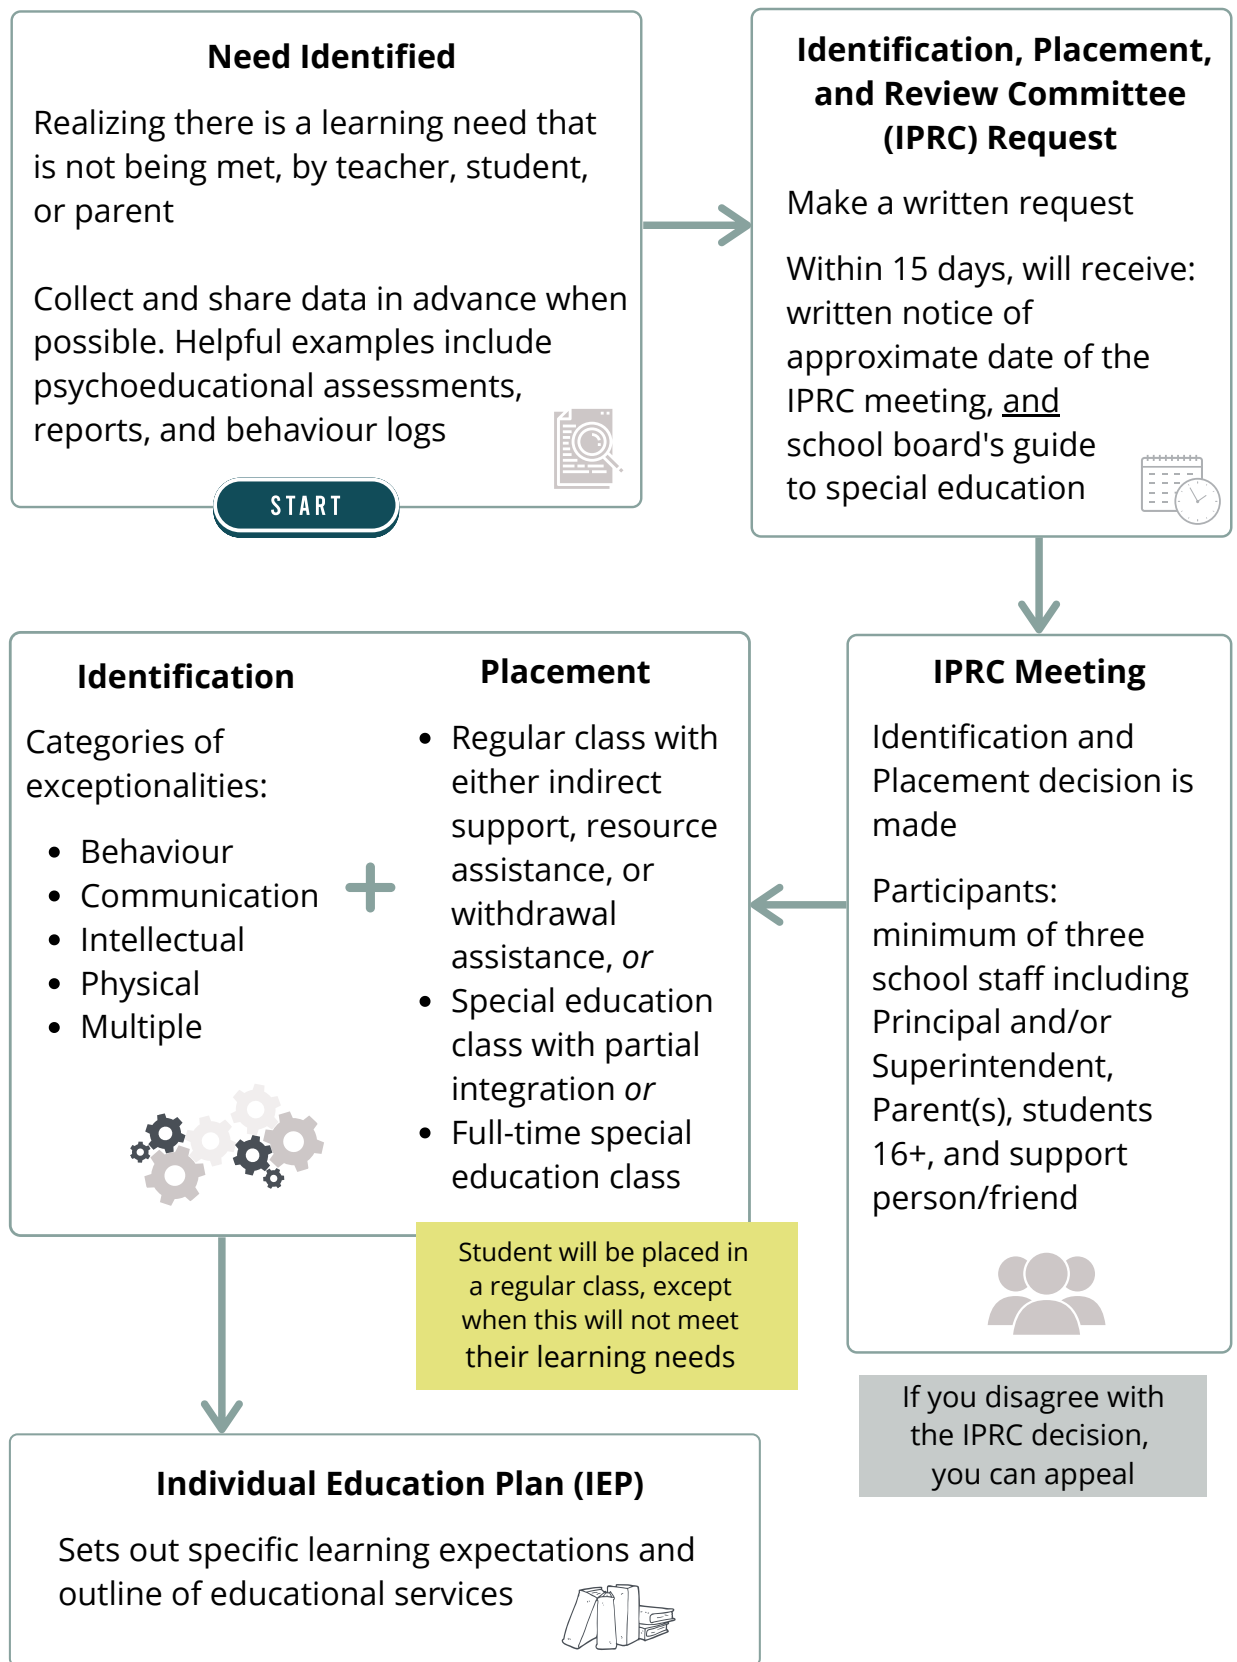 Need Identified
Realizing there is a learning need that
is not being met, by teacher, student,
or parent
Collect and share data in advance when
possible. Helpful examples include
psychoeducational assessments,
reports, and behaviour logs
START
Identification, Placement,
and Review Committee
(IPRC) Request
Make a written request
Within 15 days, will receive:
written notice of
approximate date of the
IPRC meeting, and
school board's guide
to special education
IPRC Meeting
Identification and
Placement decision is
made
Participants:
minimum of three
school staff including
Principal and/or
Superintendent,
Parent(s), students
16+, and support
person/friend
If you disagree with
the IPRC decision,
you can appeal
Identification
Categories of
exceptionalities:
• Behaviour
• Communication
• Intellectual
• Physical
• Multiple
+
Placement
• Regular class with
either indirect
support, resource
assistance, or
withdrawal
assistance, or
• Special education
class with partial
integration or
• Full-time special
education class
Student will be placed in
a regular class, except
when this will not meet
their learning needs
Individual Education Plan (IEP)
Sets out specific learning expectations and
outline of educational services